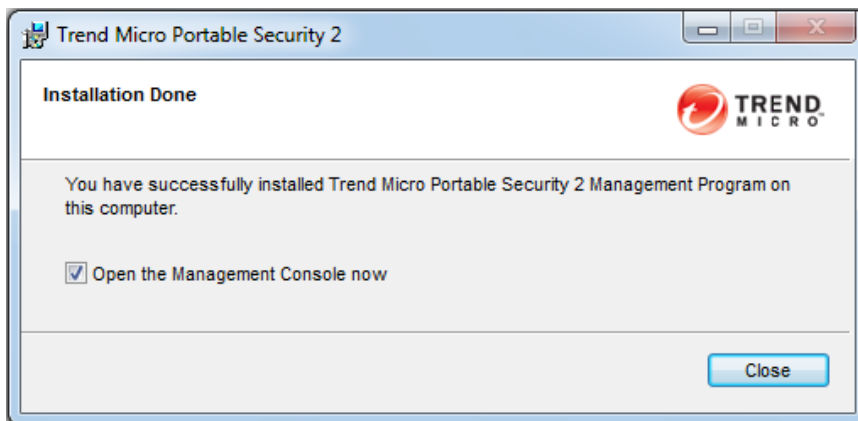 Trend Micro Portable Security 2
Installation Done
TREND
MICRO
You have successfully installed Trend Micro Portable Security 2 Management Program on
this computer.
Open the Management Console now
Close